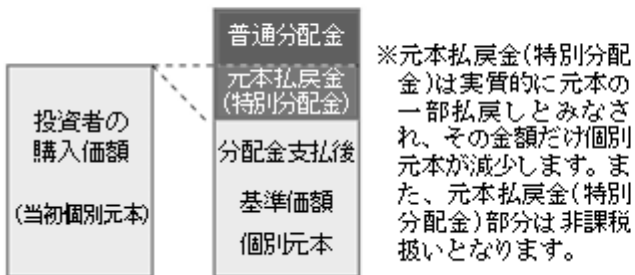 投資者の
購入価額
(当初個別元本)
普通分配金
元本払戻金
(特別分配金)
分配金支払後
基準価額
個別元本
※元本払戻金(特別分配
金)は実質的に元本の
一部払戻しとみなさ
れ、その金額だけ個別
元本が減少します。ま
た、元本払戻金(特別
分配金)部分は非課税
扱いとなります。